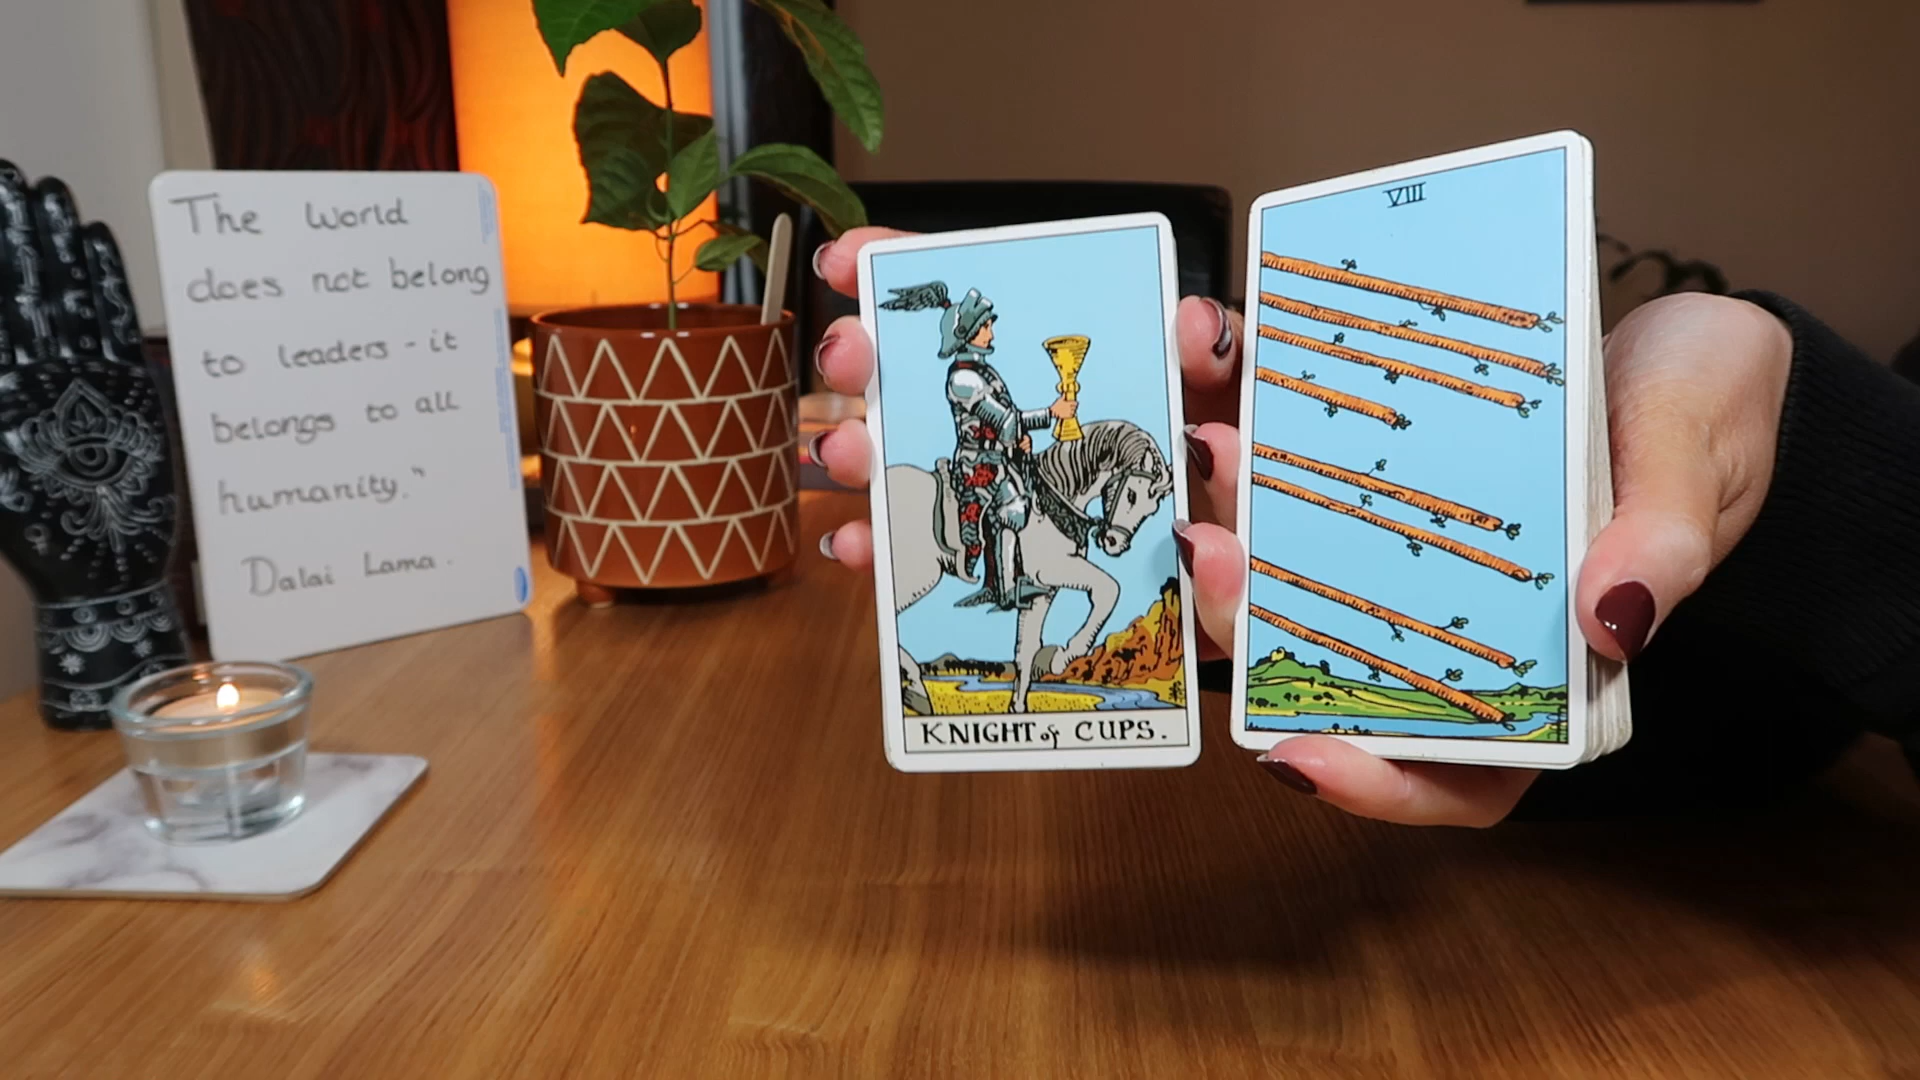 The World
does not belong
to leaders - it
belongs to all
humanity."
Dalai Lama.
KNIGHT of CUPS.
VIII